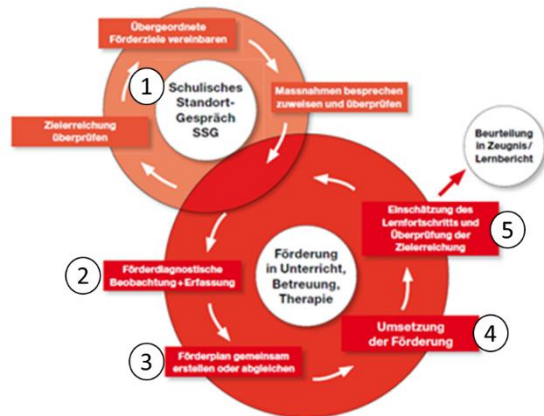 Übergeordnete
Förderziele vereinbaren
1
Schulisches
Standort-
Gespräch
SSG
Massnahmen besprechen
zuweisen und überprüfen
Zielerreichung
überprüfen
Beurteilung
in Zeugnis/
Lernbericht
Einschätzung des
Lernfortschritts und
Überprüfung der
Zielerreichung
5
2
Förderdiagnostische
Beobachtung+Erfassung
Förderung
in Unterricht,
Betreuung,
Therapie
3
Förderplan gemeinsam
erstellen oder abgleichen
Umsetzung
der Förderung
4